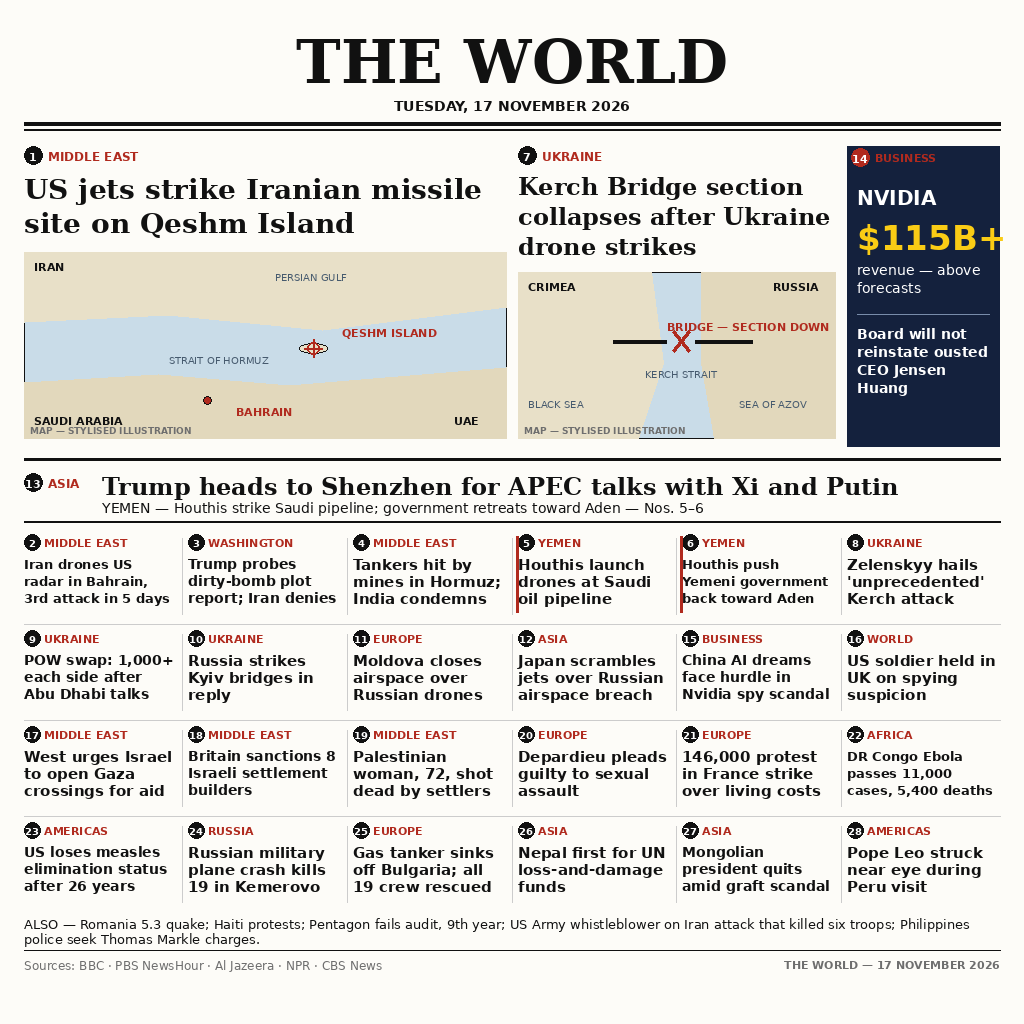 THE WORLD
TUESDAY, 17 NOVEMBER 2026
1 MIDDLE EAST
US jets strike Iranian missile
site on Qeshm Island
IRAN
PERSIAN GULF
QESHM ISLAND
STRAIT OF HORMUZ
BAHRAIN
SAUDI ARABIA
UAE
MAP — STYLISED ILLUSTRATION
7 UKRAINE
Kerch Bridge section
collapses after Ukraine
drone strikes
CRIMEA
RUSSIA
BRIDGE — SECTION DOWN
KERCH STRAIT
BLACK SEA
SEA OF AZOV
MAP — STYLISED ILLUSTRATION
14 BUSINESS
NVIDIA
$115B+
revenue — above
forecasts
Board will not
reinstate ousted
CEO Jensen
Huang
13 ASIA
Trump heads to Shenzhen for APEC talks with Xi and Putin
YEMEN — Houthis strike Saudi pipeline; government retreats toward Aden — Nos. 5–6
2 MIDDLE EAST
Iran drones US
radar in Bahrain,
3rd attack in 5 days
3 WASHINGTON
Trump probes
dirty-bomb plot
report; Iran denies
4 MIDDLE EAST
Tankers hit by
mines in Hormuz;
India condemns
5 YEMEN
Houthis launch
drones at Saudi
oil pipeline
6 YEMEN
Houthis push
Yemeni government
back toward Aden
8 UKRAINE
Zelenskyy hails
'unprecedented'
Kerch attack
9 UKRAINE
POW swap: 1,000+
each side after
Abu Dhabi talks
10 UKRAINE
Russia strikes
Kyiv bridges in
reply
11 EUROPE
Moldova closes
airspace over
Russian drones
12 ASIA
Japan scrambles
jets over Russian
airspace breach
15 BUSINESS
China AI dreams
face hurdle in
Nvidia spy scandal
16 WORLD
US soldier held in
UK on spying
suspicion
17 MIDDLE EAST
West urges Israel
to open Gaza
crossings for aid
18 MIDDLE EAST
Britain sanctions 8
Israeli settlement
builders
19 MIDDLE EAST
Palestinian
woman, 72, shot
dead by settlers
20 EUROPE
Depardieu pleads
guilty to sexual
assault
21 EUROPE
146,000 protest
in France strike
over living costs
22 AFRICA
DR Congo Ebola
passes 11,000
cases, 5,400 deaths
23 AMERICAS
US loses measles
elimination status
after 26 years
24 RUSSIA
Russian military
plane crash kills
19 in Kemerovo
25 EUROPE
Gas tanker sinks
off Bulgaria; all
19 crew rescued
26 ASIA
Nepal first for UN
loss-and-damage
funds
27 ASIA
Mongolian
president quits
amid graft scandal
28 AMERICAS
Pope Leo struck
near eye during
Peru visit
ALSO — Romania 5.3 quake; Haiti protests; Pentagon fails audit, 9th year; US Army whistleblower on Iran attack that killed six troops; Philippines
police seek Thomas Markle charges.
Sources: BBC · PBS NewsHour · Al Jazeera · NPR · CBS News
THE WORLD — 17 NOVEMBER 2026